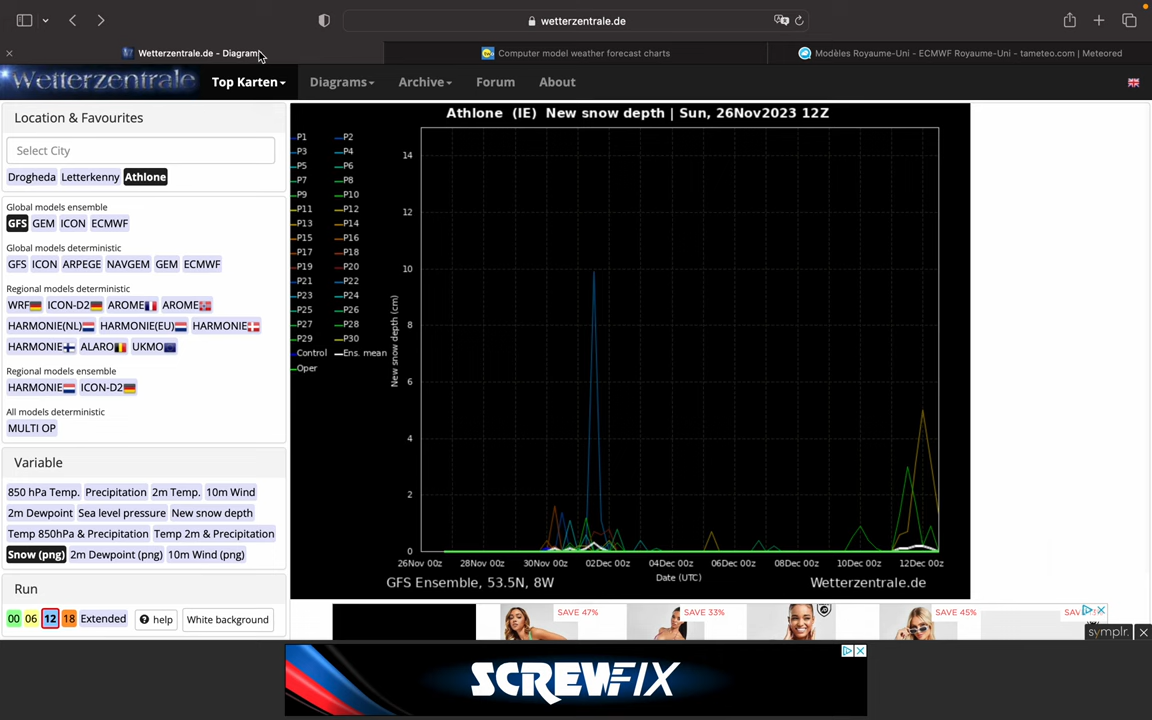 wetterzentrale.de
Wetterzentrale.de - Diagram
Computer model weather forecast charts
Modèles Royaume-Uni - ECMWF Royaume-Uni - tameteo.com | Meteored
Wetterzentrale
Top Karten
Diagrams
Archive
Forum
About
Location & Favourites
Select City
Drogheda Letterkenny Athlone
Global models ensemble
GFS GEM ICON ECMWF
Global models deterministic
GFS ICON ARPEGE NAVGEM GEM ECMWF
Regional models deterministic
WRF ICON-D2 AROME AROME
HARMONIE(NL) HARMONIE(EU) HARMONIE
HARMONIE ALARO UKMO
Regional models ensemble
HARMONIE ICON-D2
All models deterministic
MULTI OP
Variable
850 hPa Temp. Precipitation 2m Temp. 10m Wind
2m Dewpoint Sea level pressure New snow depth
Temp 850hPa & Precipitation Temp 2m & Precipitation
Snow (png) 2m Dewpoint (png) 10m Wind (png)
Run
00 06 12 18 Extended help White background
Athlone (IE) New snow depth | Sun, 26Nov2023 12Z
P1 P2
P3 P4
P5 P6
P7 P8
P9 P10
P11 P12
P13 P14
P15 P16
P17 P18
P19 P20
P21 P22
P23 P24
P25 P26
P27 P28
P29 P30
Control Ens. mean
Oper
New snow depth (cm)
14
12
10
8
6
4
2
0
26Nov 00z 28Nov 00z 30Nov 00z 02Dec 00z 04Dec 00z 06Dec 00z 08Dec 00z 10Dec 00z 12Dec 00z
Date (UTC)
GFS Ensemble, 53.5N, 8W
Wetterzentrale.de
SAVE 47%
SAVE 33%
SAVE 45%
symplr.
SCREWFIX